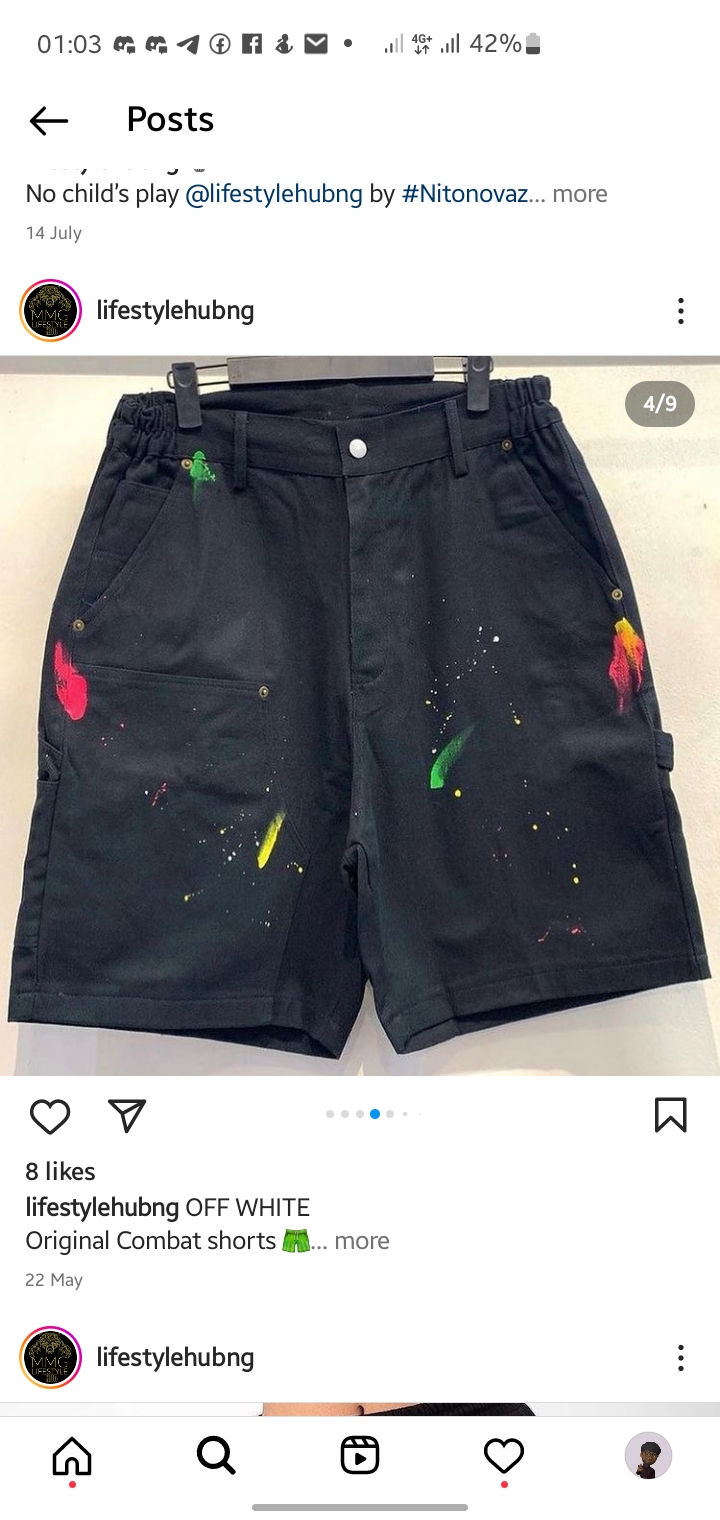 01:03 4G+ 42%
Posts
No child's play @lifestylehubng by #Nitonovaz... more
14 July
MMG
LIFESTYLE
lifestylehubng
4/9
8 likes
lifestylehubng OFF WHITE
Original Combat shorts 🩳... more
22 May
MMG
LIFESTYLE
lifestylehubng